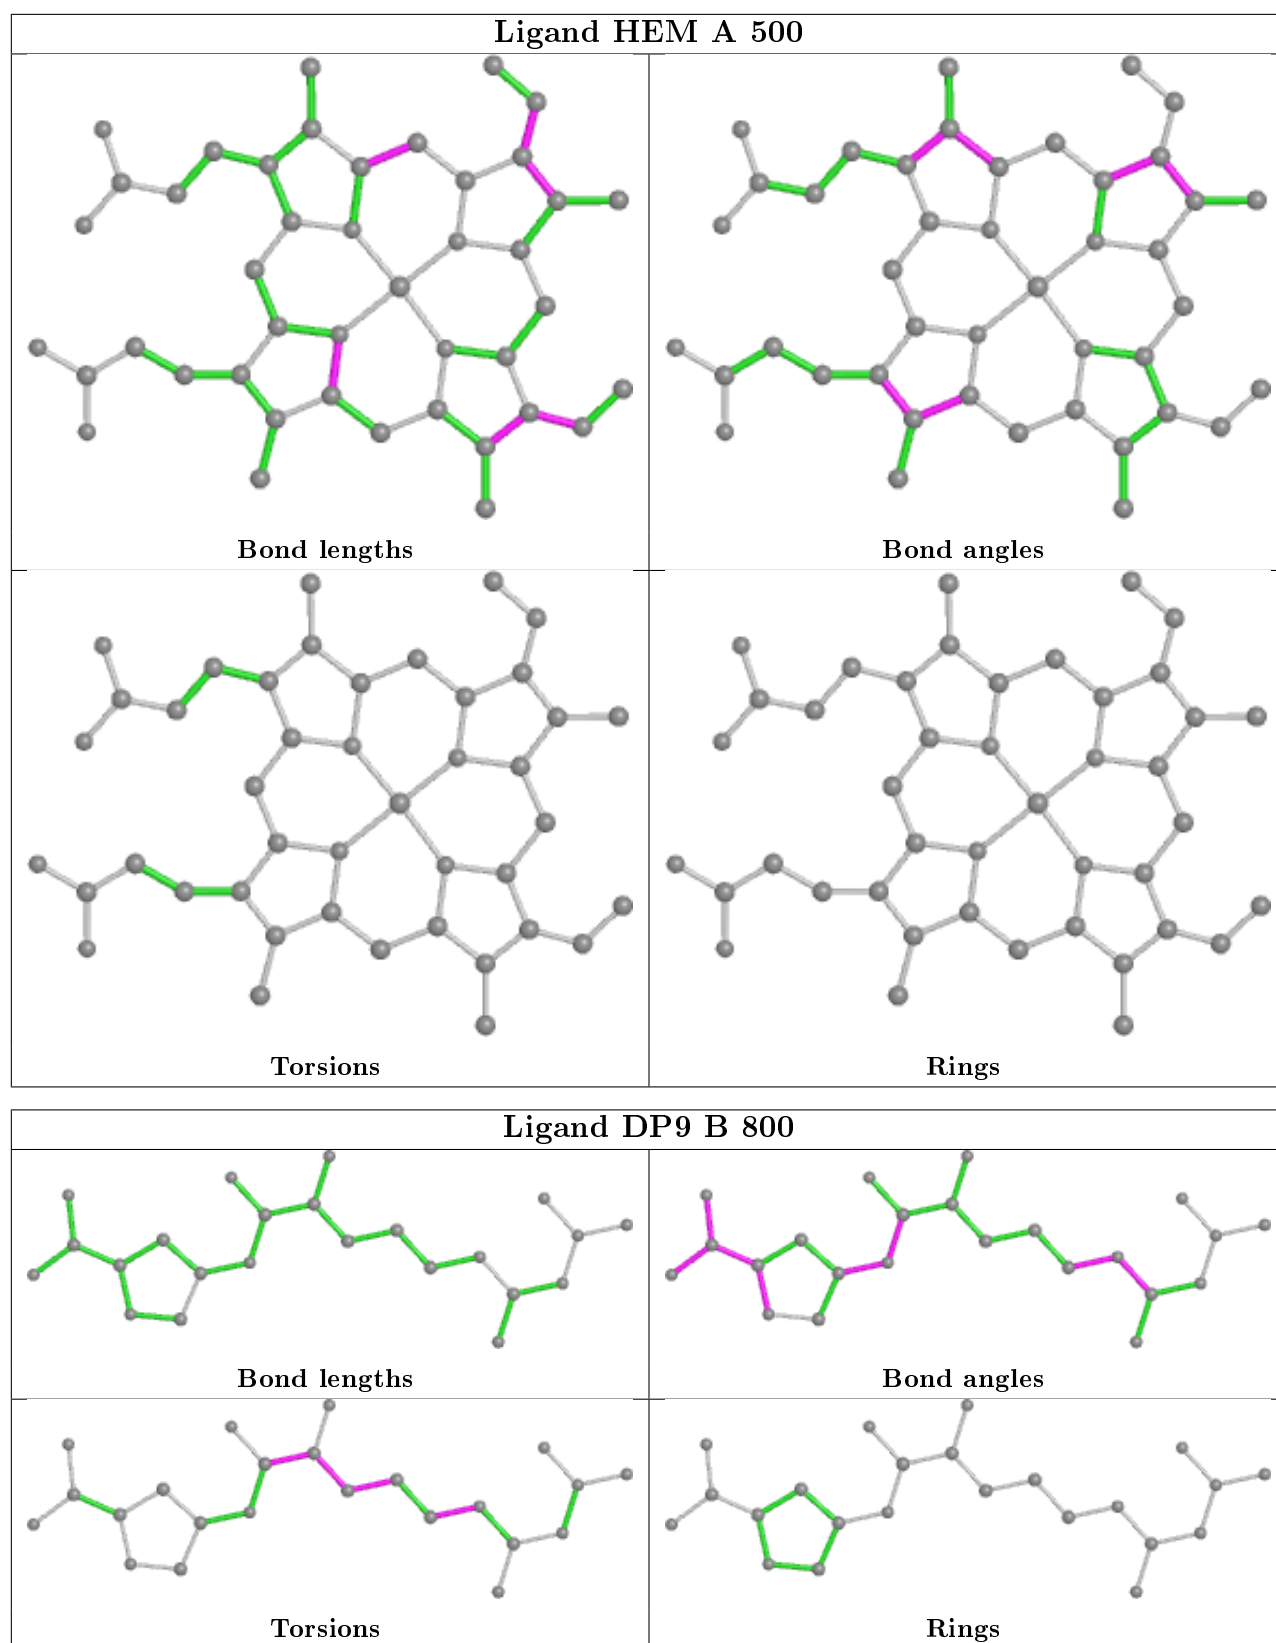 Ligand HEM A 500
Bond lengths
Bond angles
Torsions
Rings
Ligand DP9 B 800
Bond lengths
Bond angles
Torsions
Rings